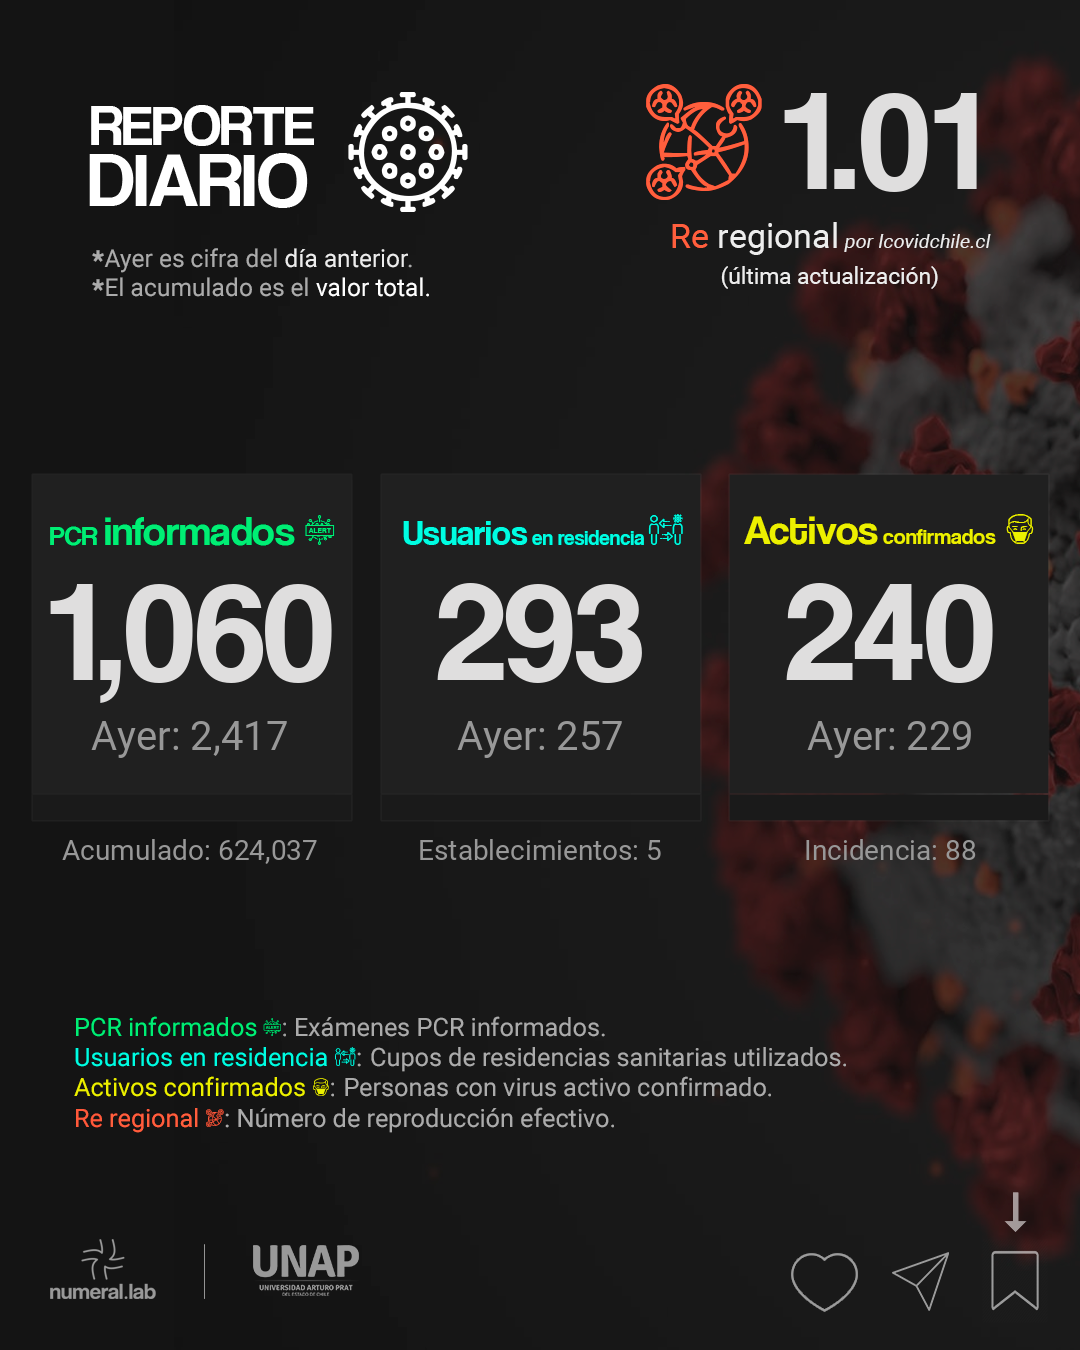 REPORTE
DIARIO
*Ayer es cifra del día anterior.
*El acumulado es el valor total.
1.01
Re regional por Icovidchile.cl
(última actualización)
PCR informados
ALERT
1,060
Ayer: 2,417
Acumulado: 624,037
Usuarios en residencia
293
Ayer: 257
Establecimientos: 5
Activos confirmados
240
Ayer: 229
Incidencia: 88
PCR informados : Exámenes PCR informados.
Usuarios en residencia : Cupos de residencias sanitarias utilizados.
Activos confirmados : Personas con virus activo confirmado.
Re regional : Número de reproducción efectivo.
numeral.lab
UNAP
UNIVERSIDAD ARTURO PRAT
DEL ESTADO DE CHILE